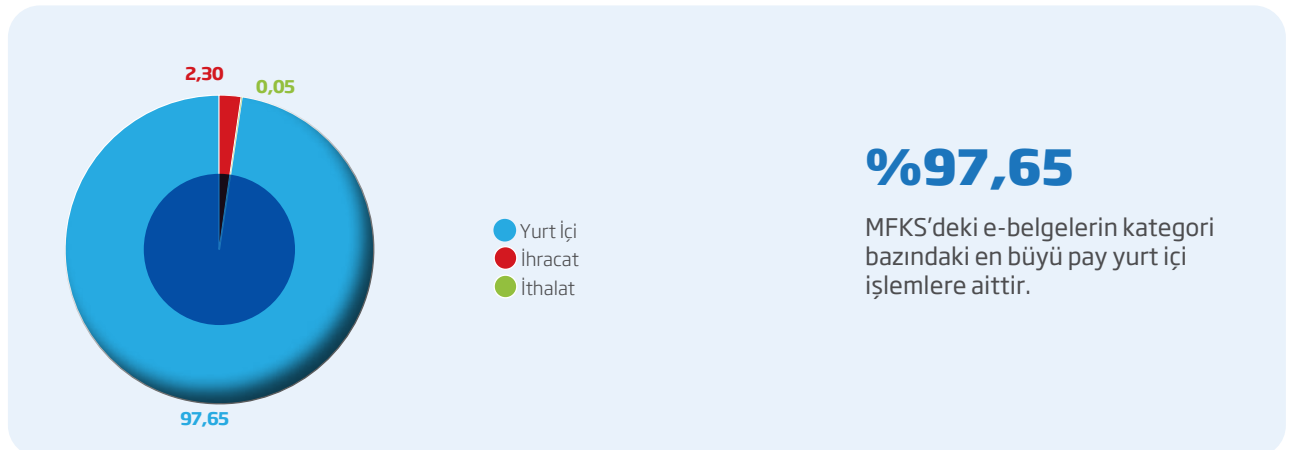 2,30
0,05
97,65
Yurt İçi
İhracat
İthalat
%97,65
MFKS’deki e-belgelerin kategori
bazındaki en büyü pay yurt içi
işlemlere aittir.